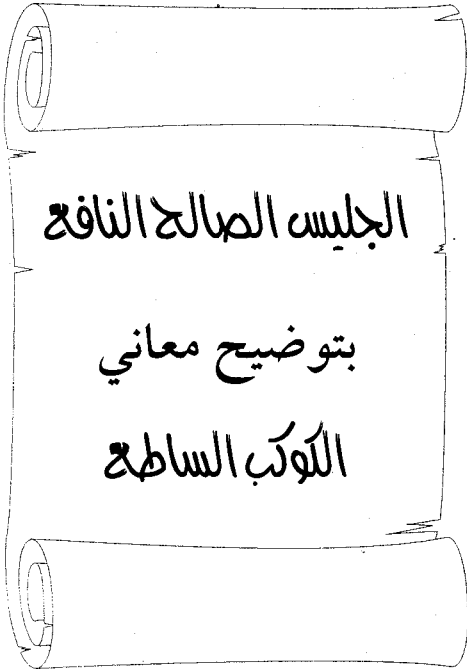 الجليس الصالح النافع
بتوضيح معاني
الكوكب الساطع